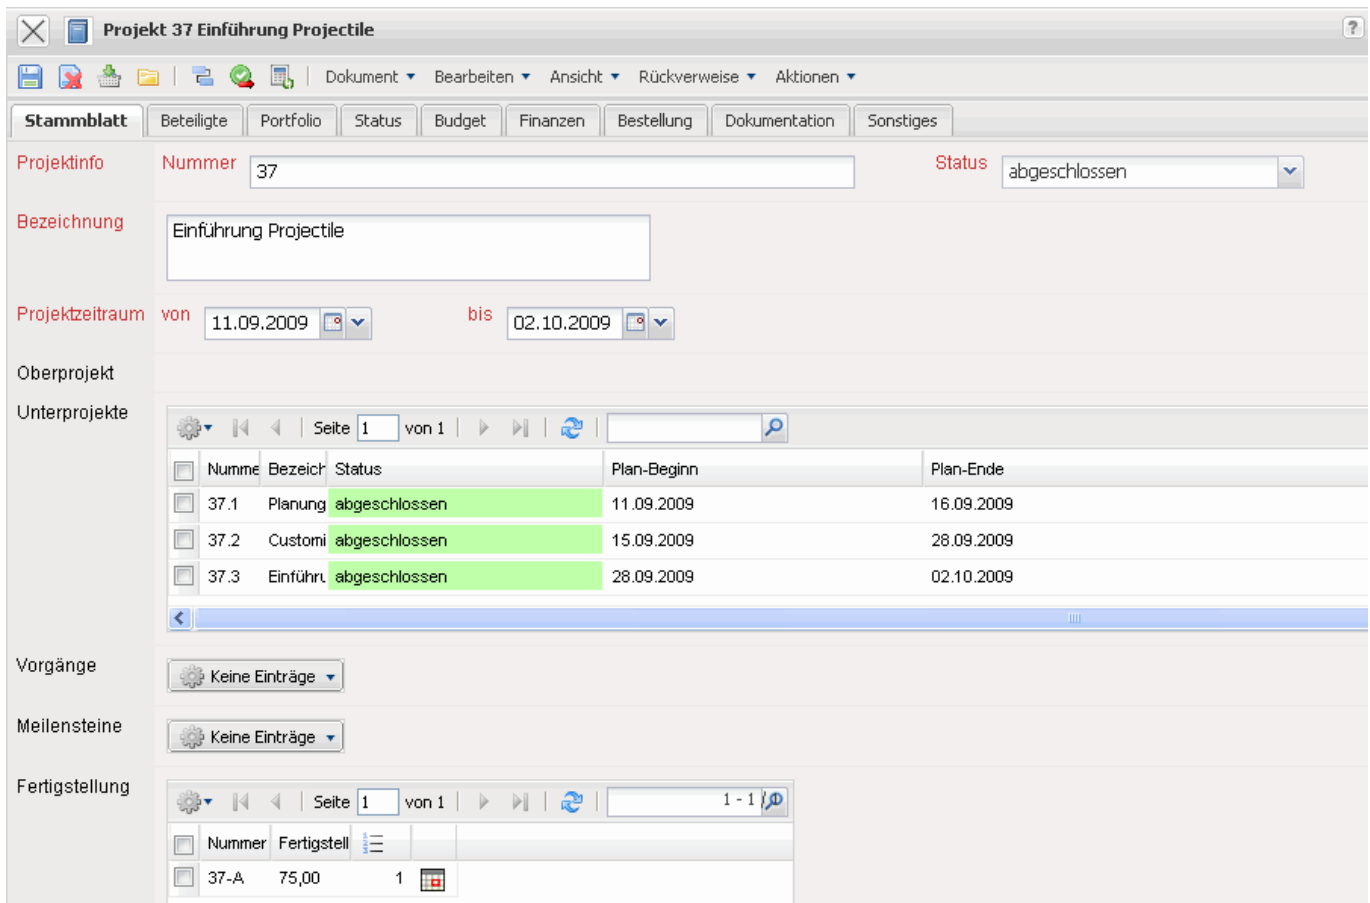 Projekt 37 Einführung Projectile ?
Dokument Bearbeiten Ansicht Rückverweise Aktionen
Stammblatt Beteiligte Portfolio Status Budget Finanzen Bestellung Dokumentation Sonstiges
Projektinfo Nummer 37 Status abgeschlossen
Bezeichnung Einführung Projectile
Projektzeitraum von 11.09.2009 bis 02.10.2009
Oberprojekt
Unterprojekte
Seite 1 von 1
Numme Bezeich Status Plan-Beginn Plan-Ende
37.1 Planung abgeschlossen 11.09.2009 16.09.2009
37.2 Customi abgeschlossen 15.09.2009 28.09.2009
37.3 Einführu abgeschlossen 28.09.2009 02.10.2009
Vorgänge Keine Einträge
Meilensteine Keine Einträge
Fertigstellung
Seite 1 von 1 1 - 1 /
Nummer Fertigstell
37-A 75,00 1